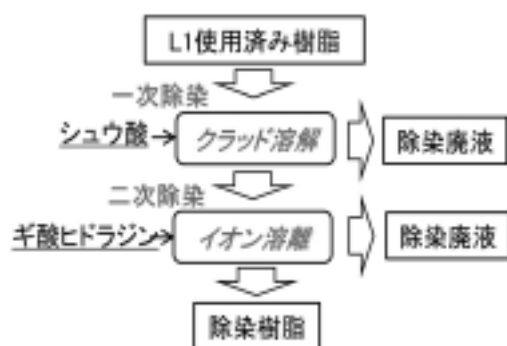 L1使用済み樹脂
一次除染
シュウ酸
クラッド溶解
除染廃液
二次除染
ギ酸ヒドラジン
イオン溶離
除染廃液
除染樹脂